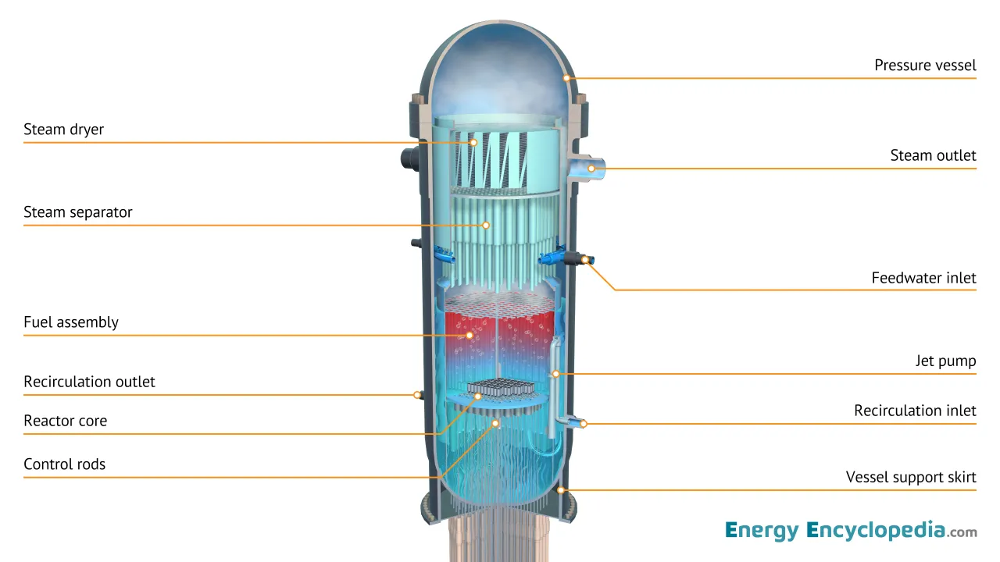 Pressure vessel
Steam dryer
Steam outlet
Steam separator
Feedwater inlet
Fuel assembly
Jet pump
Recirculation outlet
Recirculation inlet
Reactor core
Control rods
Vessel support skirt
Energy Encyclopedia.com